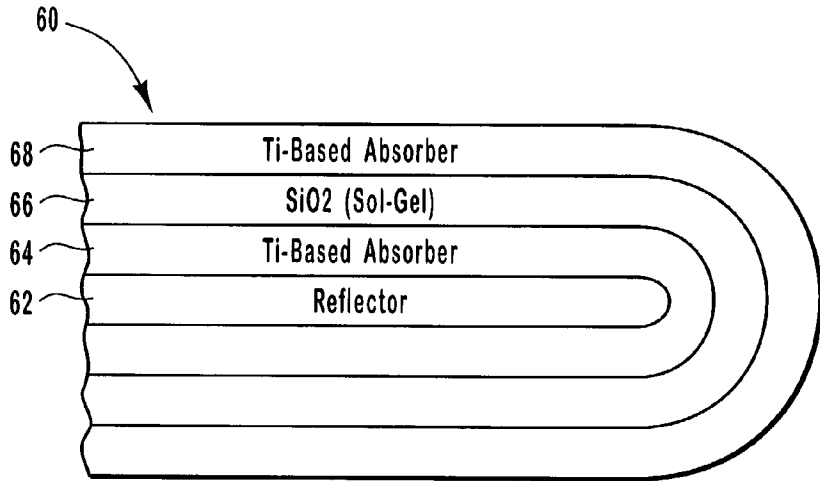 60
68 Ti-Based Absorber
66 SiO2 (Sol-Gel)
64 Ti-Based Absorber
62 Reflector